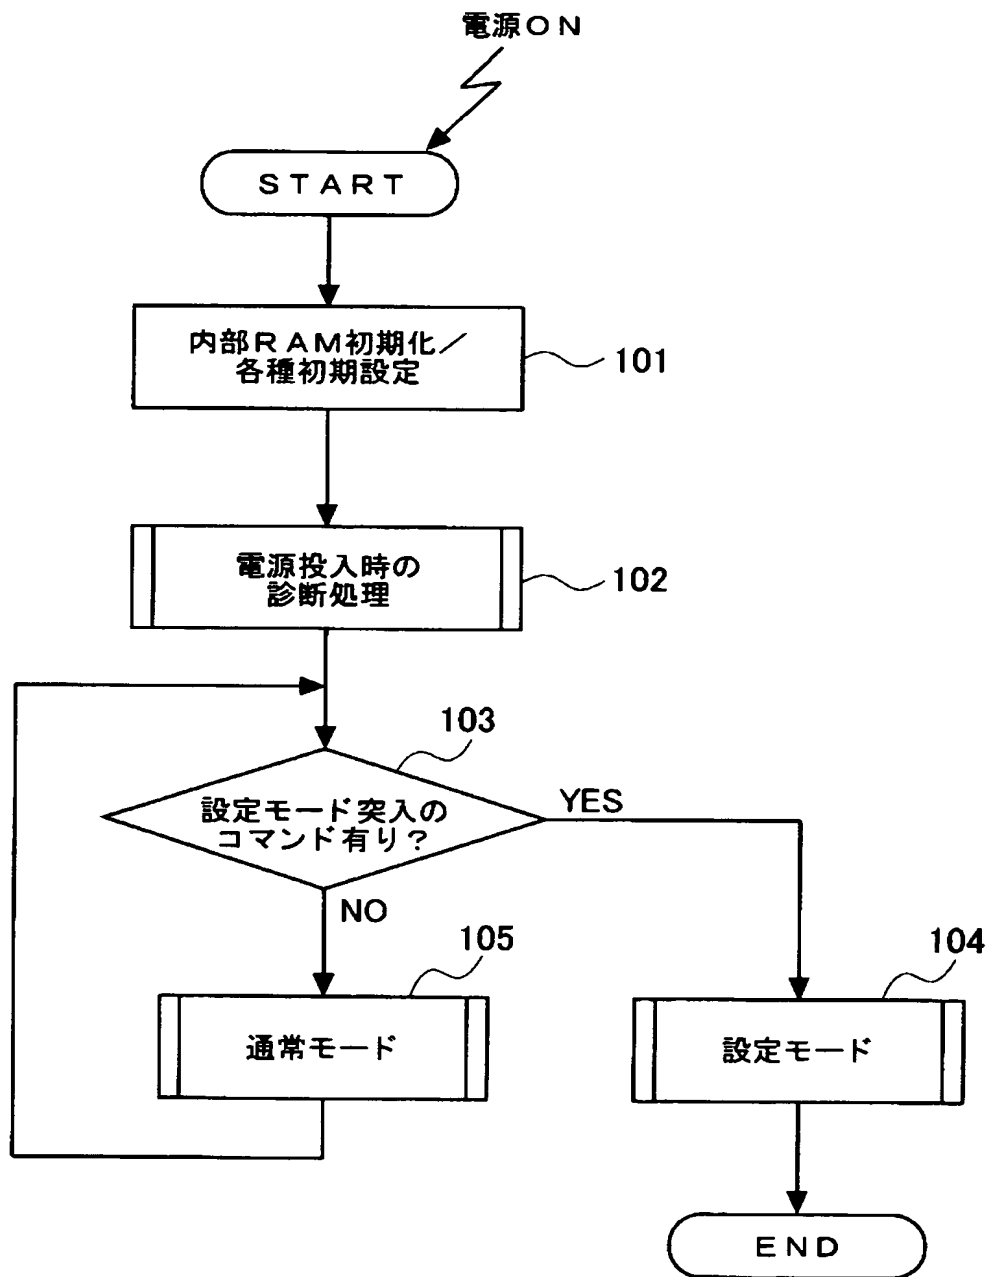 電源ON
START
内部RAM初期化/
各種初期設定
101
電源投入時の
診断処理
102
103
設定モード突入の
コマンド有り?
YES
NO
105
104
通常モード
設定モード
END